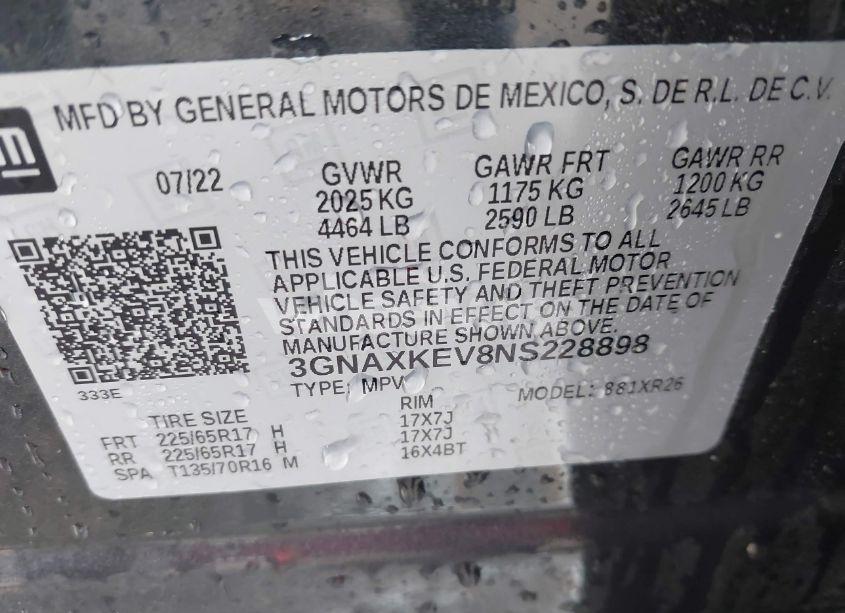 MFD BY GENERAL MOTORS DE MEXICO, S. DE R.L. DE C.V.
gm
07/22
GVWR
2025 KG
4464 LB
GAWR FRT
1175 KG
2590 LB
GAWR RR
1200 KG
2645 LB
THIS VEHICLE CONFORMS TO ALL
APPLICABLE U.S. FEDERAL MOTOR
VEHICLE SAFETY AND THEFT PREVENTION
STANDARDS IN EFFECT ON THE DATE OF
MANUFACTURE SHOWN ABOVE.
3GNAXKEV8NS228898
TYPE: MPV
MODEL: 881XR26
333E
TIRE SIZE RIM
FRT 225/65R17 H 17X7J
RR 225/65R17 H 17X7J
SPA T135/70R16 M 16X4BT